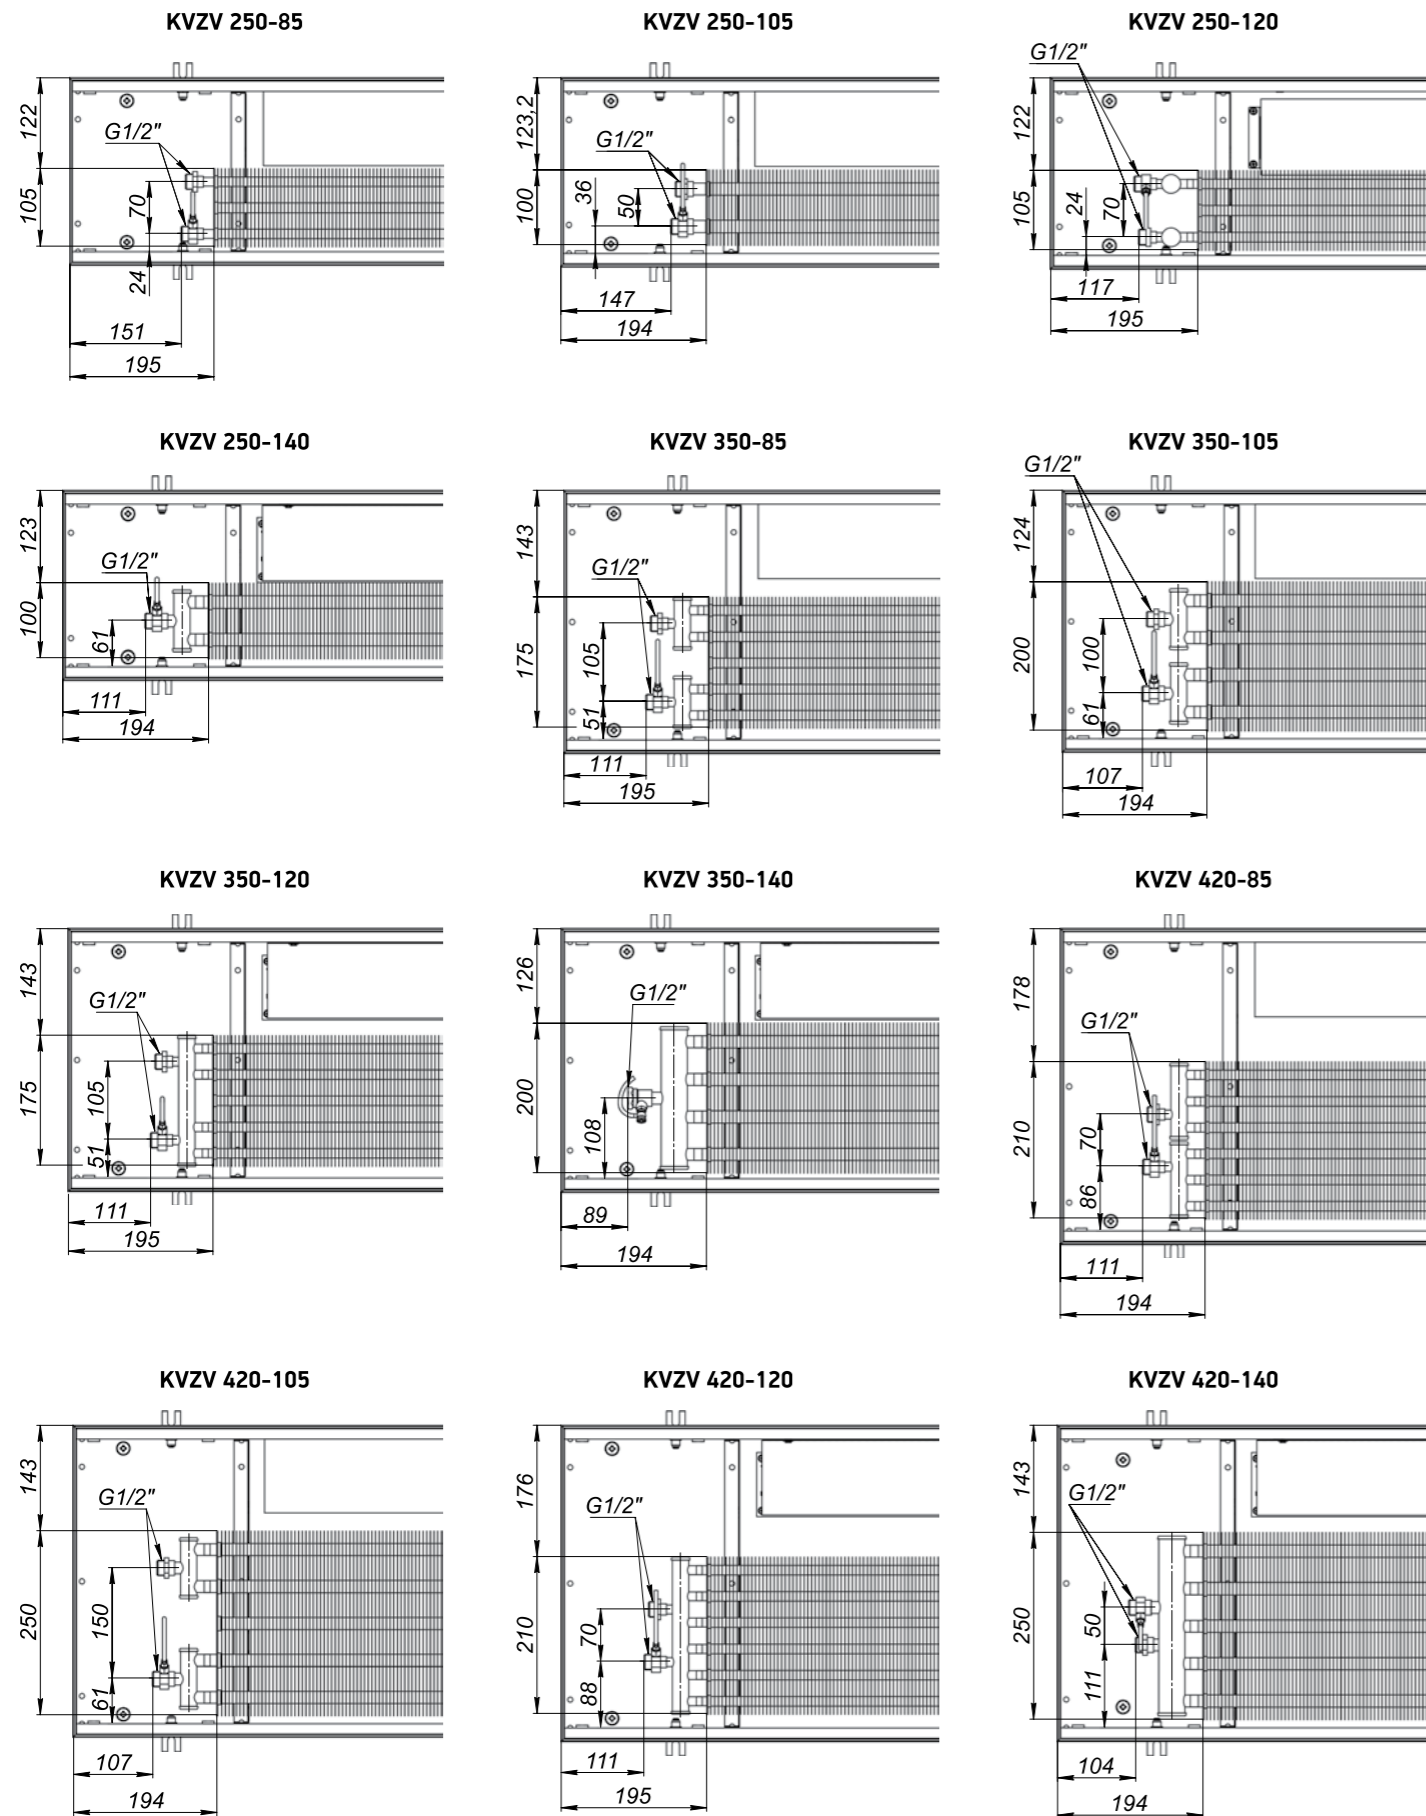 KVZV 250-85
122
105
G1/2"
70
24
151
195
KVZV 250-105
123,2
100
G1/2"
36
50
147
194
KVZV 250-120
G1/2"
122
105
24
70
117
195
KVZV 250-140
123
100
G1/2"
61
111
194
KVZV 350-85
143
175
G1/2"
105
51
111
195
KVZV 350-105
G1/2"
124
200
100
61
107
194
KVZV 350-120
143
175
G1/2"
105
51
111
195
KVZV 350-140
126
200
G1/2"
108
89
194
KVZV 420-85
178
210
G1/2"
70
86
111
194
KVZV 420-105
143
250
G1/2"
150
61
107
194
KVZV 420-120
176
210
G1/2"
70
88
111
195
KVZV 420-140
143
250
G1/2"
50
111
104
194